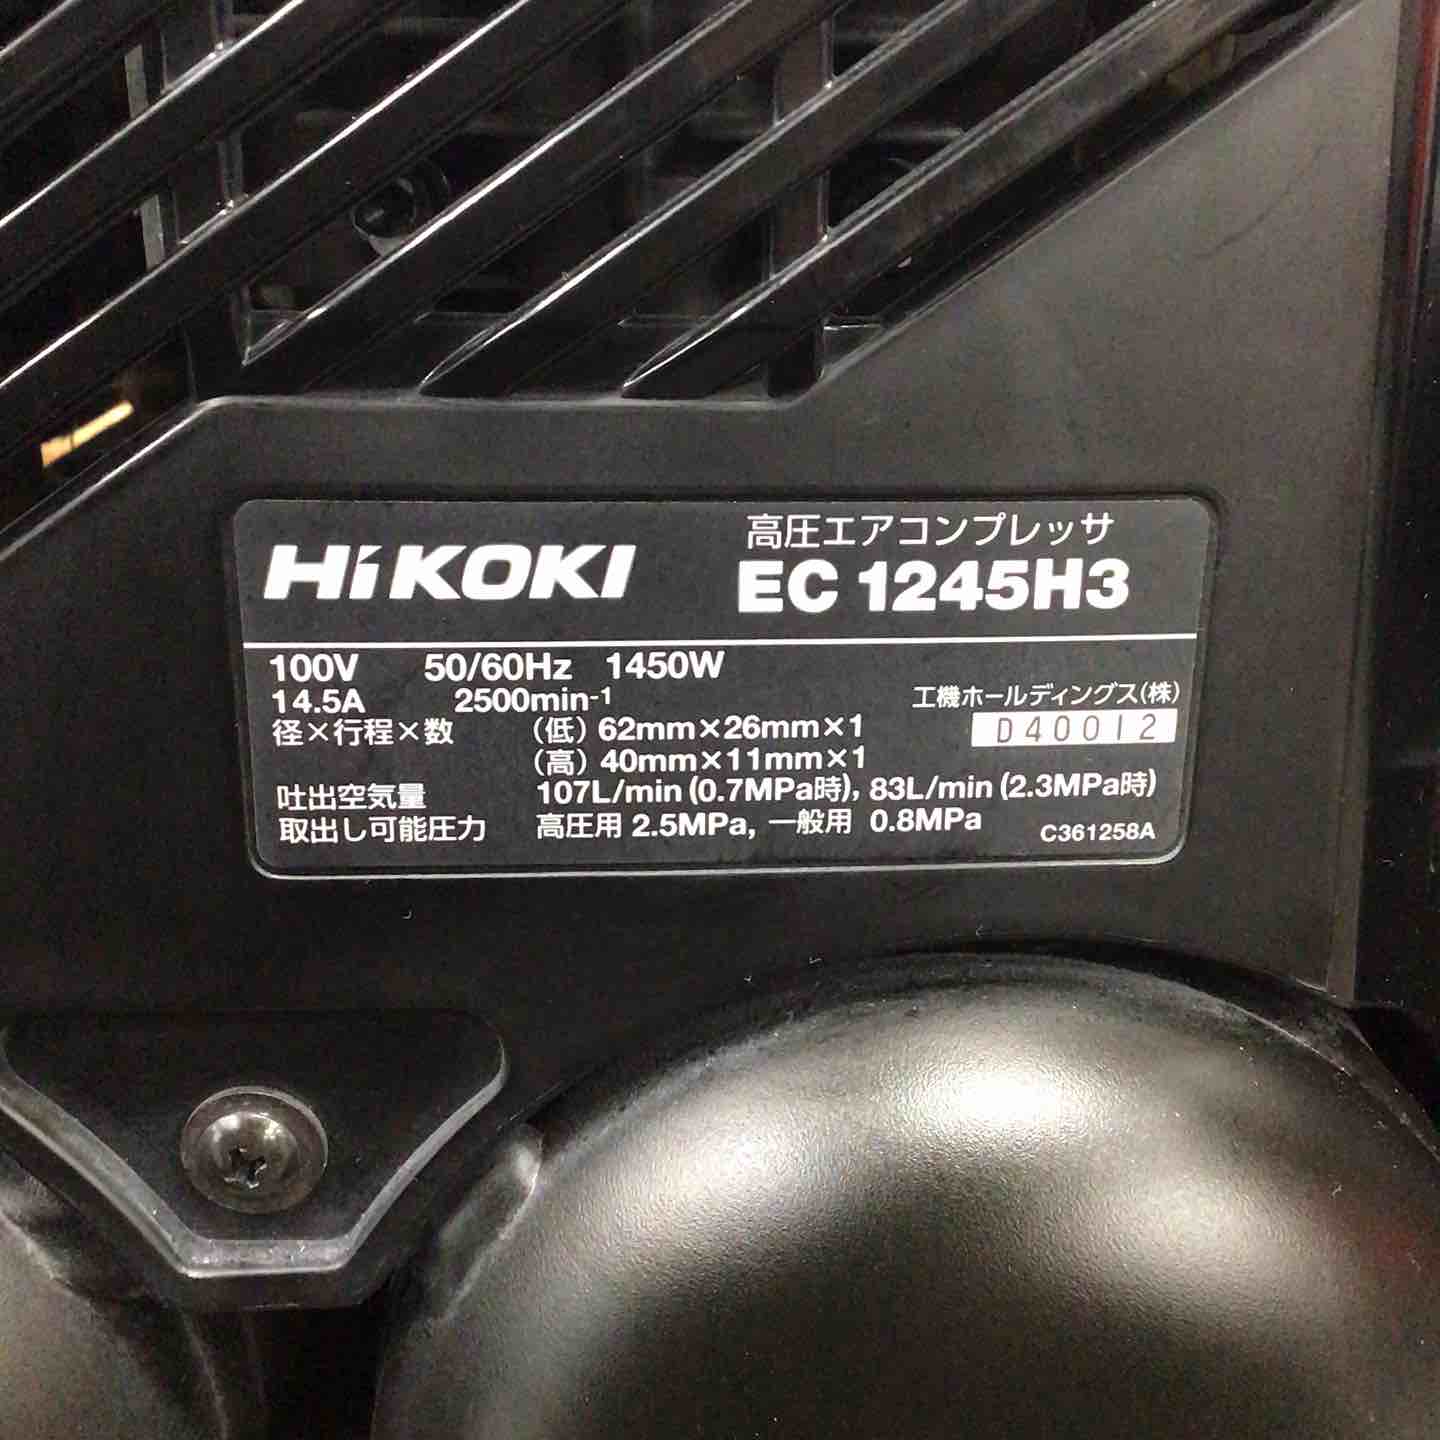 HiKOKI
高圧エアコンプレッサ
EC 1245H3
100V 50/60Hz 1450W
14.5A 2500min-1
工機ホールディングス(株)
径×行程×数 (低) 62mm×26mm×1
D40012
(高) 40mm×11mm×1
吐出空気量 107L/min (0.7MPa時), 83L/min (2.3MPa時)
取出し可能圧力 高圧用 2.5MPa, 一般用 0.8MPa
C361258A